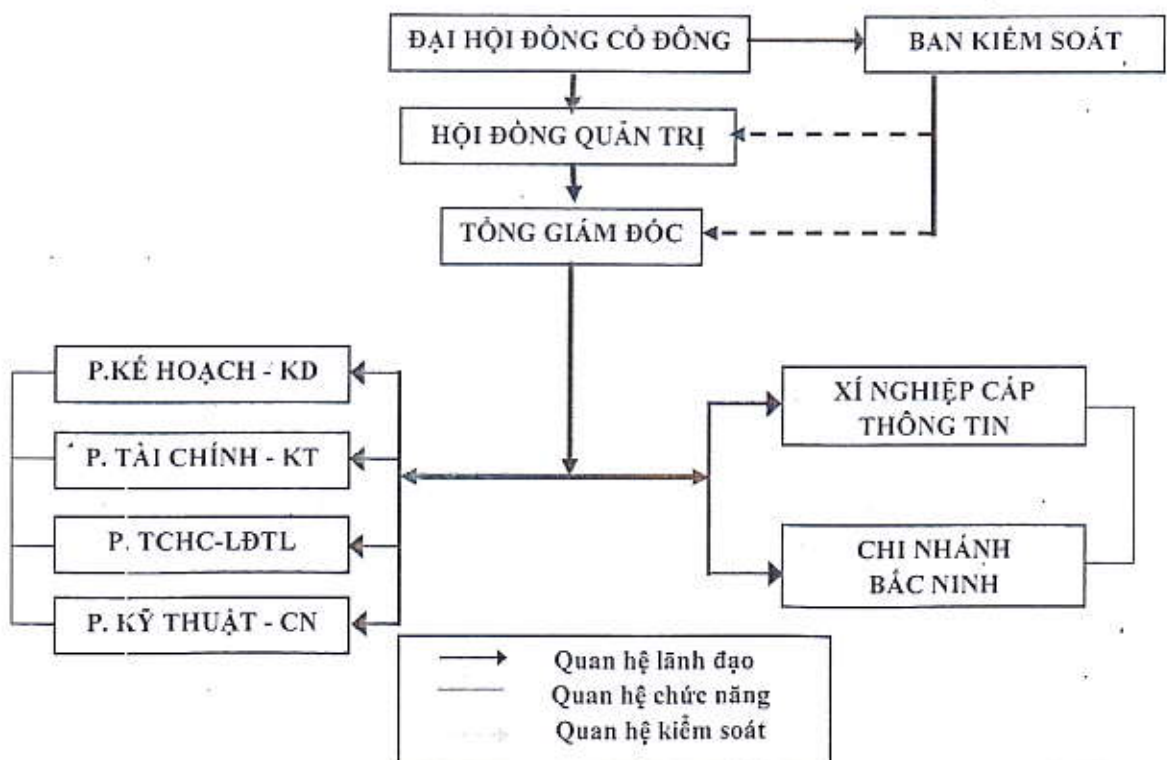 ĐẠI HỘI ĐỒNG CỔ ĐÔNG
BAN KIỂM SOÁT
HỘI ĐỒNG QUẢN TRỊ
TỔNG GIÁM ĐỐC
P.KẾ HOẠCH - KD
P. TÀI CHÍNH - KT
P. TCHC-LĐTL
P. KỸ THUẬT - CN
XÍ NGHIỆP CÁP
THÔNG TIN
CHI NHÁNH
BẮC NINH
Quan hệ lãnh đạo
Quan hệ chức năng
Quan hệ kiểm soát